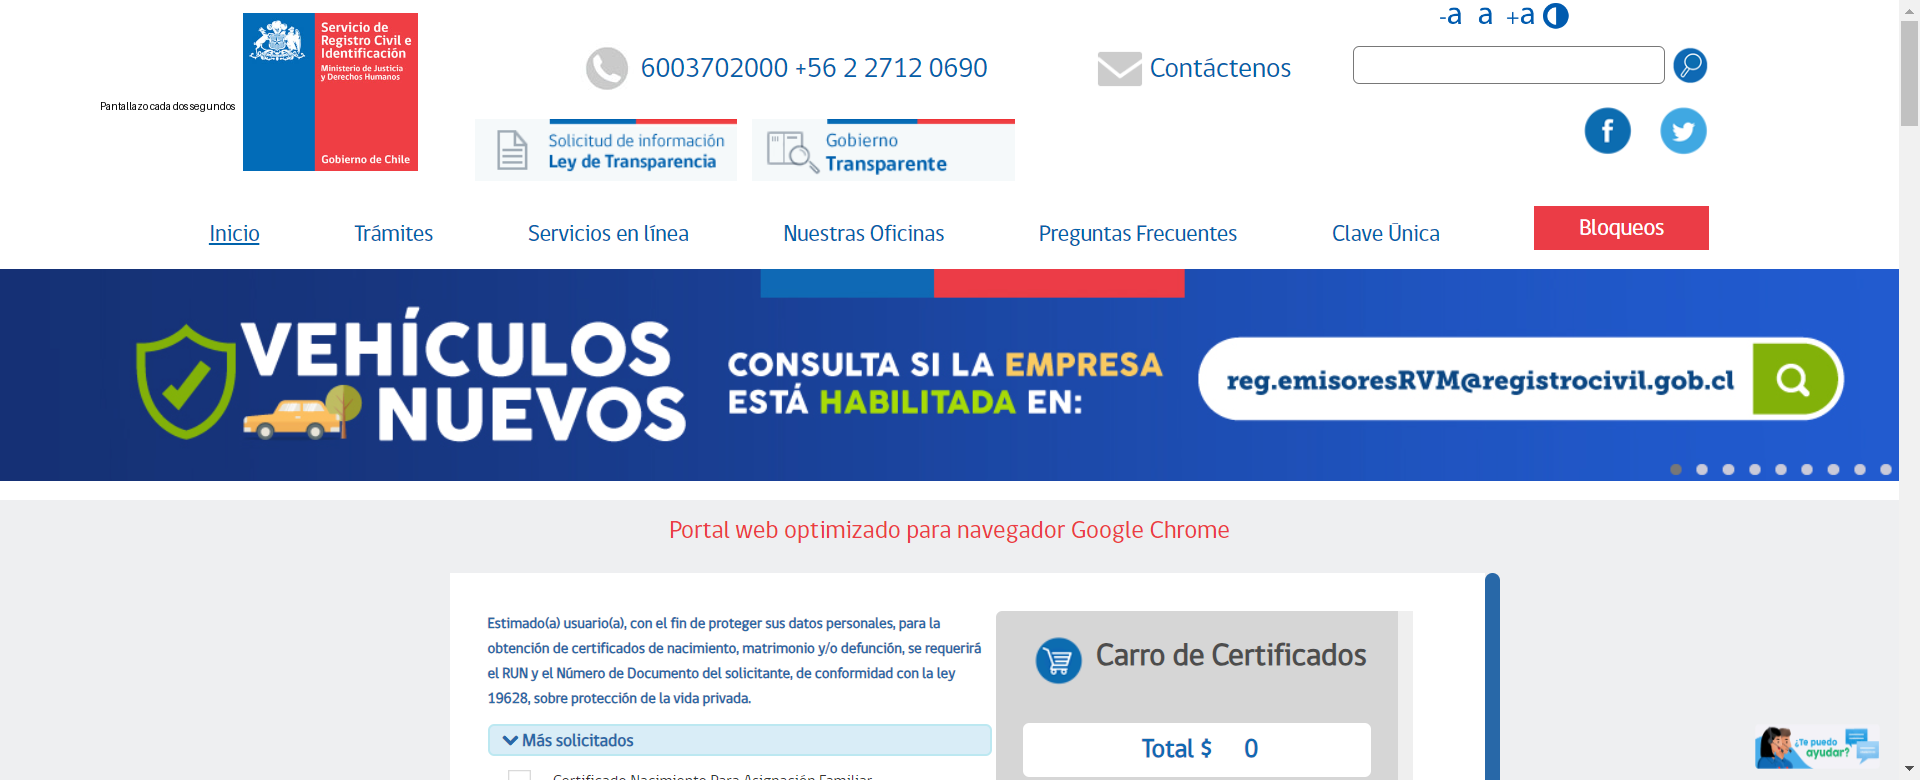 -a a +a
Servicio de
Registro Civil e
Identificación
Ministerio de Justicia
y Derechos Humanos
Gobierno de Chile
Pantallazo cada dos segundos
6003702000 +56 2 2712 0690
Contáctenos
Solicitud de información
Ley de Transparencia
Gobierno
Transparente
Inicio
Trámites
Servicios en línea
Nuestras Oficinas
Preguntas Frecuentes
Clave Única
Bloqueos
VEHÍCULOS
NUEVOS
CONSULTA SI LA EMPRESA
ESTÁ HABILITADA EN:
reg.emisoresRVM@registrocivil.gob.cl
Portal web optimizado para navegador Google Chrome
Estimado(a) usuario(a), con el fin de proteger sus datos personales, para la
obtención de certificados de nacimiento, matrimonio y/o defunción, se requerirá
el RUN y el Número de Documento del solicitante, de conformidad con la ley
19628, sobre protección de la vida privada.
Más solicitados
Certificado Nacimiento Para Asignación Familiar
Carro de Certificados
Total $ 0
¿Te puedo
ayudar?